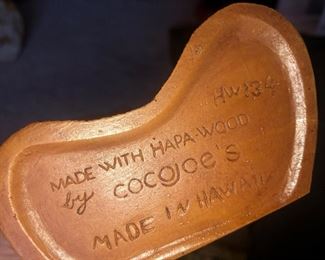 HW134
MADE WITH HAPA-WOOD
by COCOJOE'S
MADE IN HAWAII